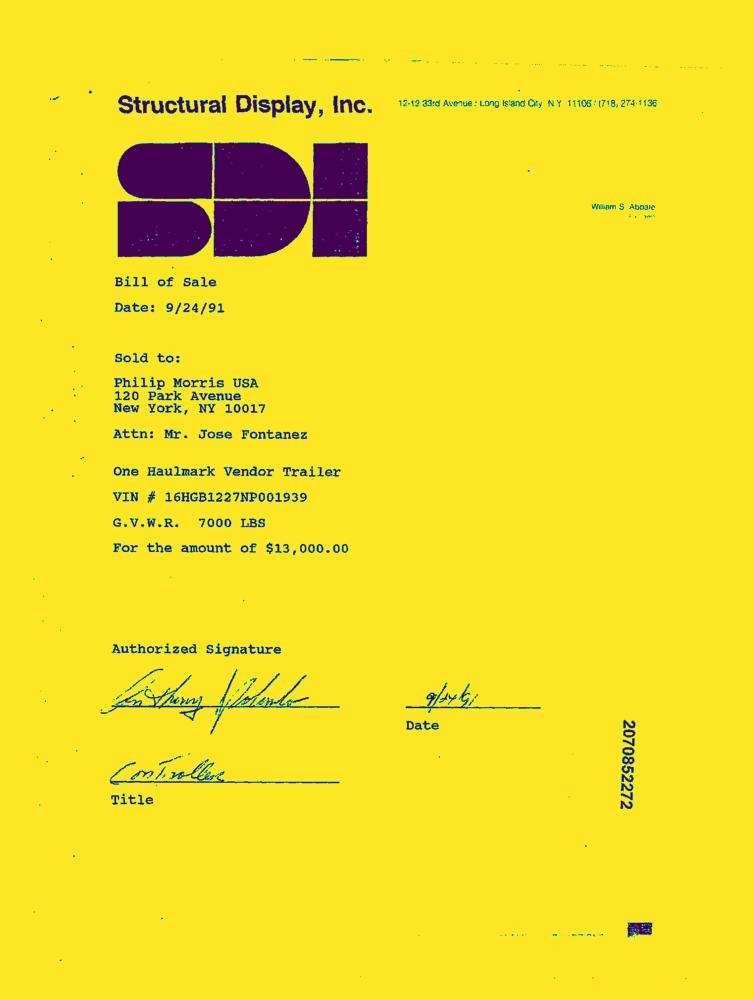 Structural Display, Inc.
12-12 33rd Avenue / Long Island City N Y 11106 / (718) 274-1136
SDI
William S. Abbate
Bill of Sale
Date: 9/24/91
Sold to:
Philip Morris USA
120 Park Avenue
New York, NY 10017
Attn: Mr. Jose Fontanez
One Haulmark Vendor Trailer
VIN # 16HGB1227NP001939
G.V.W.R. 7000 LBS
For the amount of $13,000.00
Authorized Signature
Anthony
9/24/91
Date
Controller
Title
2070852272